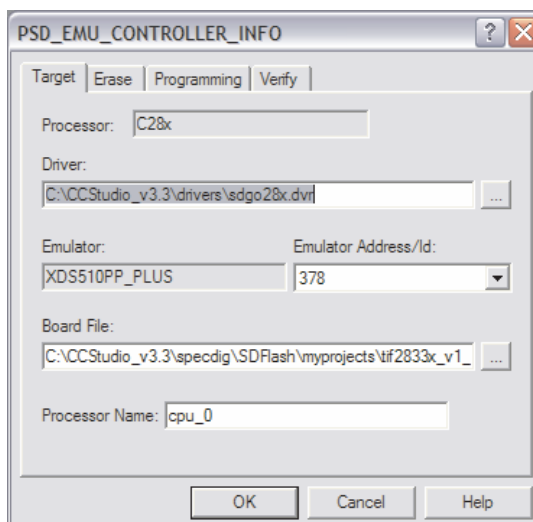 PSD_EMU_CONTROLLER_INFO
Target Erase Programming Verify
Processor: C28x
Driver:
C:\CCStudio_v3.3\drivers\sdgo28x.dvr
...
Emulator: Emulator Address/Id:
XDS510PP_PLUS 378
Board File:
C:\CCStudio_v3.3\specdig\SDFlash\myprojects\tif2833x_v1_
...
Processor Name: cpu_0
OK Cancel Help